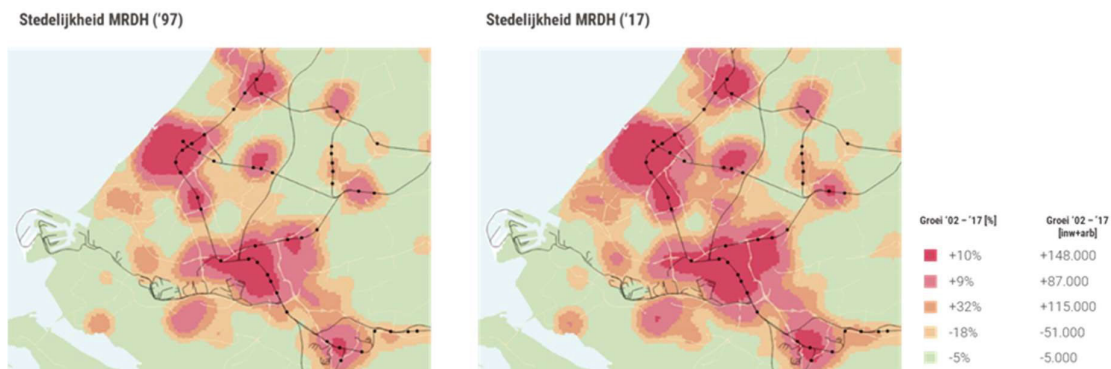 Stedelijkheid MRDH ('97)
Stedelijkheid MRDH ('17)
Groei '02 – '17 [%]
Groei '02 – '17
[inw+arb]
+10%
+148.000
+9%
+87.000
+32%
+115.000
-18%
-51.000
-5%
-5.000